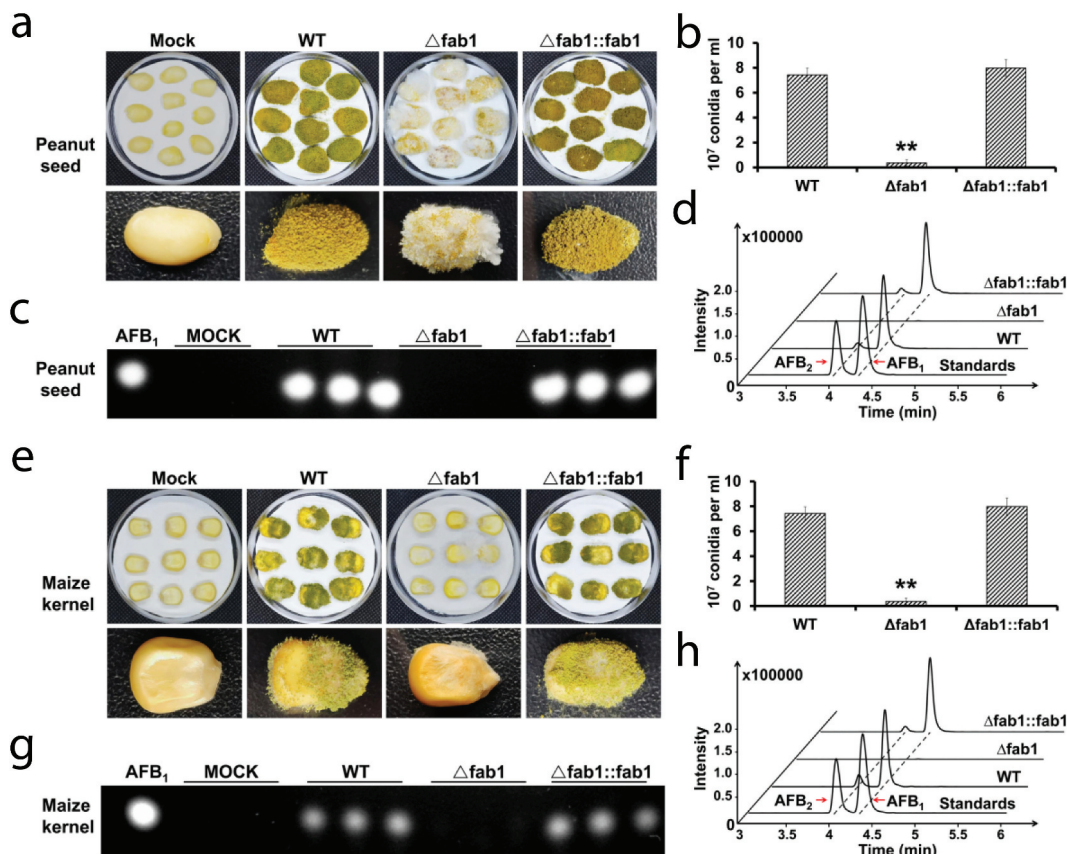 a
Mock WT △fab1 △fab1::fab1
Peanut
seed
b
10⁷ conidia per ml
10
8
6
4
2
0
**
WT Δfab1 Δfab1::fab1
c
AFB₁ MOCK WT △fab1 △fab1::fab1
Peanut
seed
d
x100000
Intensity
2.0
1.5
1.0
0.5
0
Δfab1::fab1
Δfab1
WT
Standards
AFB₂
AFB₁
3 3.5 4 4.5 5 5.5 6
Time (min)
e
Mock WT △fab1 △fab1::fab1
Maize
kernel
f
10⁷ conidia per ml
10
8
6
4
2
0
**
WT Δfab1 Δfab1::fab1
g
AFB₁ MOCK WT △fab1 △fab1::fab1
Maize
kernel
h
x100000
Intensity
2.0
1.5
1.0
0.5
0
Δfab1::fab1
Δfab1
WT
Standards
AFB₂
AFB₁
3 3.5 4 4.5 5 5.5 6
Time (min)